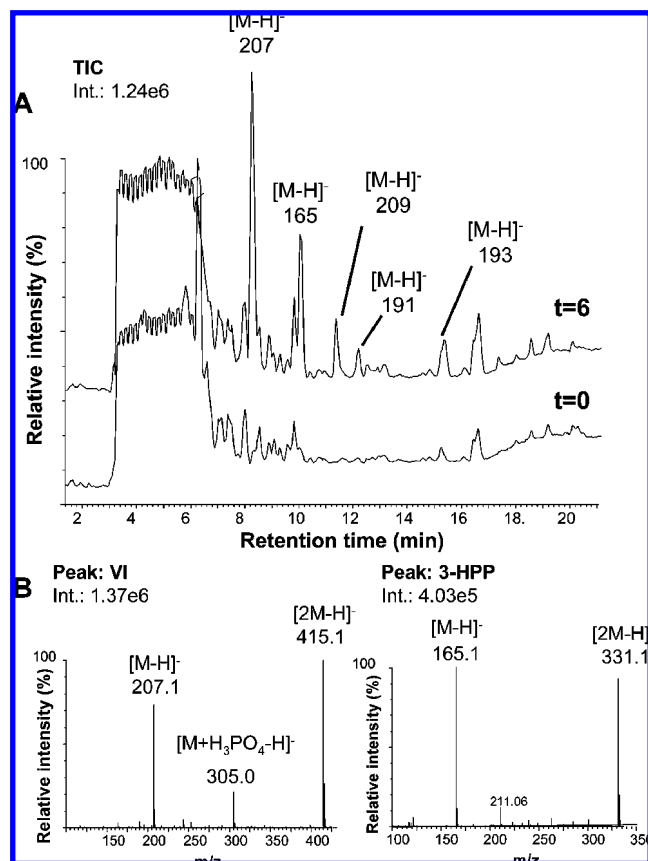 [M-H]-
207
TIC
Int.: 1.24e6
A
100
[M-H]-
165
[M-H]-
209
[M-H]-
191
[M-H]-
193
t=6
t=0
Relative intensity (%)
2 4 6 8 10 12 14 16 18. 20
Retention time (min)
B
Peak: VI
Int.: 1.37e6
[2M-H]-
415.1
100
[M-H]-
207.1
[M+H3PO4-H]-
305.0
Relative intensity (%)
150 200 250 300 350 400
m/z
Peak: 3-HPP
Int.: 4.03e5
[M-H]-
165.1
[2M-H]
331.1
100
211.06
Relative intensity (%)
100 150 200 250 300 350
m/z